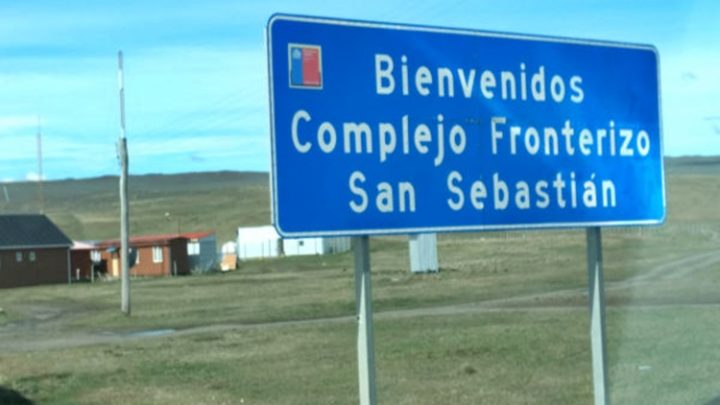 Bienvenidos
Complejo Fronterizo
San Sebastián